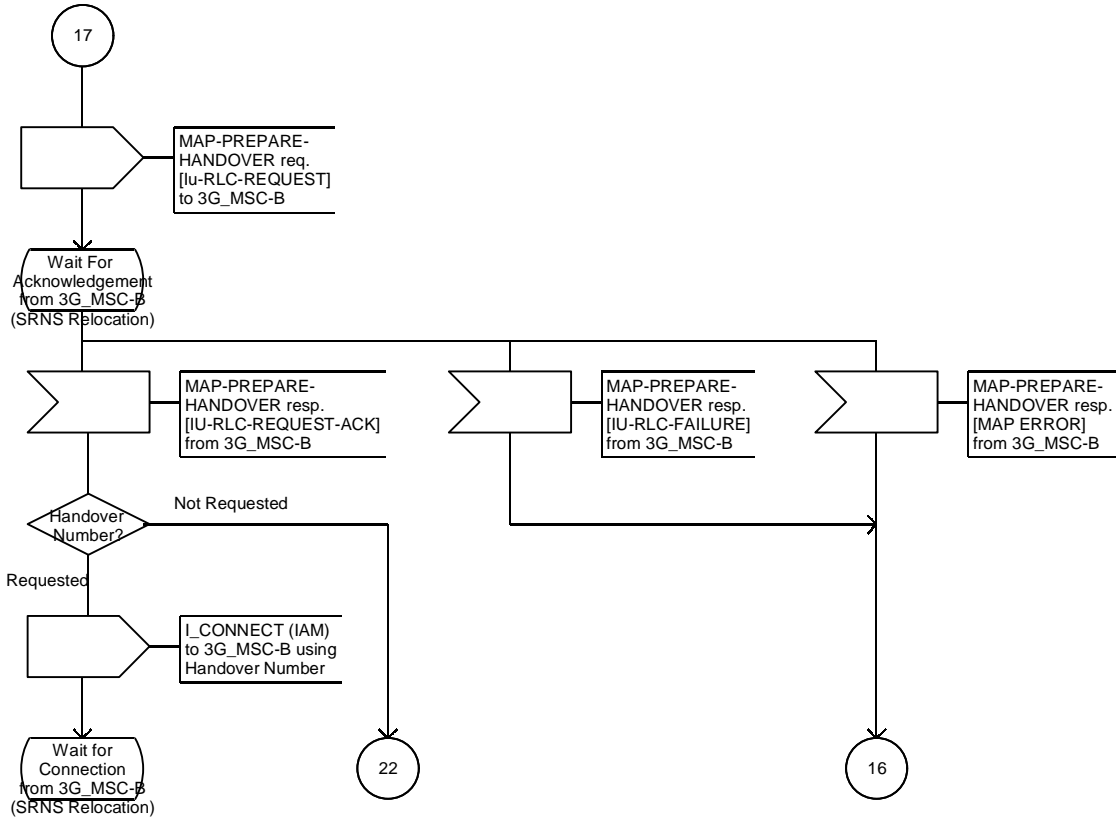 17
MAP-PREPARE-
HANDOVER req.
[Iu-RLC-REQUEST]
to 3G_MSC-B
Wait For
Acknowledgement
from 3G_MSC-B
(SRNS Relocation)
MAP-PREPARE-
HANDOVER resp.
[IU-RLC-REQUEST-ACK]
from 3G_MSC-B
MAP-PREPARE-
HANDOVER resp.
[IU-RLC-FAILURE]
from 3G_MSC-B
MAP-PREPARE-
HANDOVER resp.
[MAP ERROR]
from 3G_MSC-B
Handover
Number?
Not Requested
Requested
I_CONNECT (IAM)
to 3G_MSC-B using
Handover Number
Wait for
Connection
from 3G_MSC-B
(SRNS Relocation)
22
16